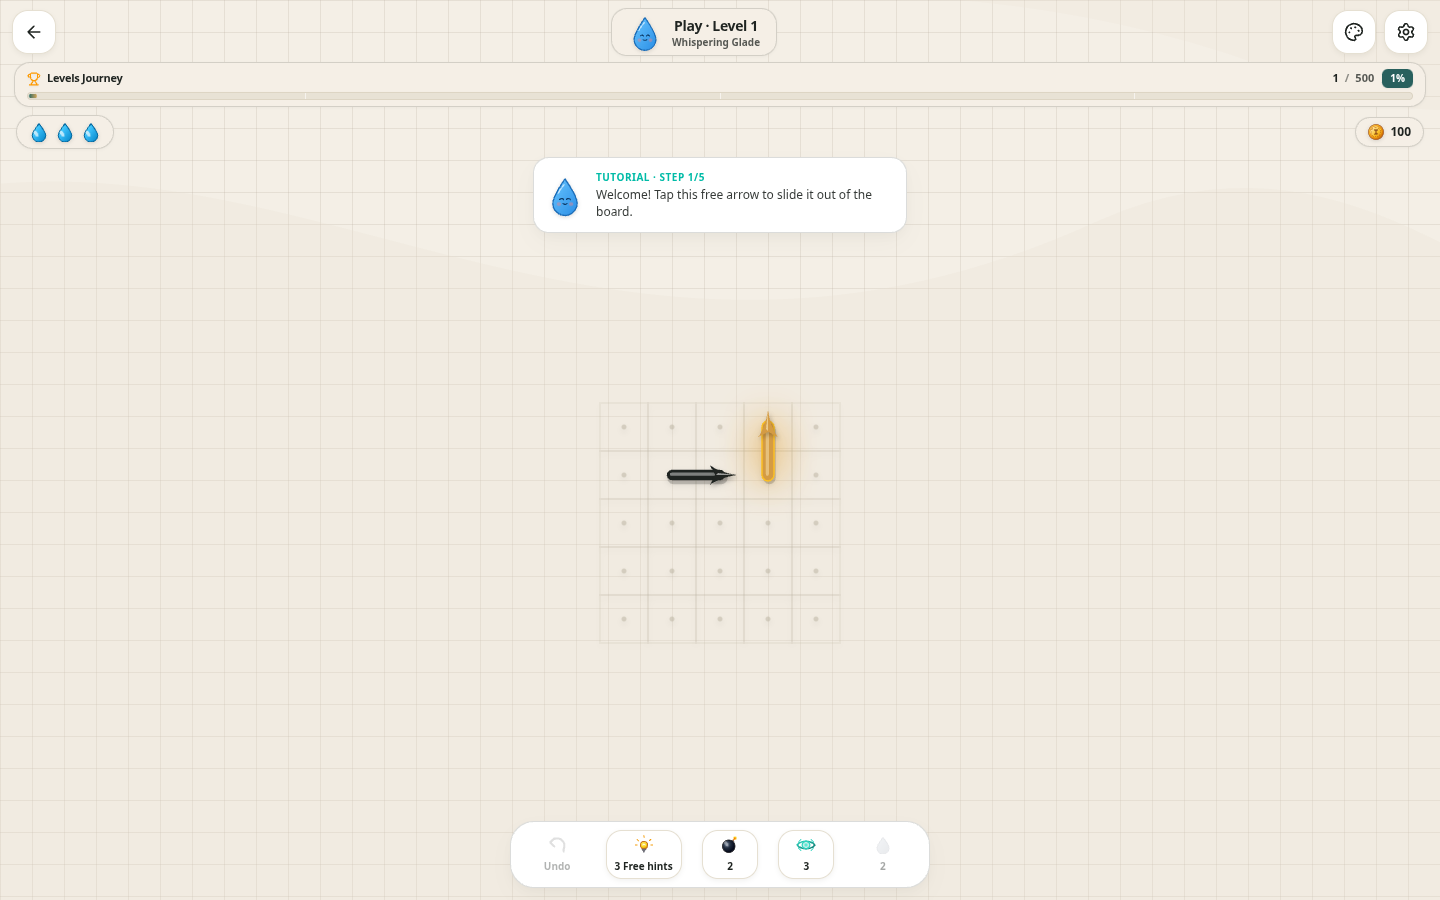 Play · Level 1
Whispering Glade
Levels Journey
1 / 500
1%
100
TUTORIAL · STEP 1/5
Welcome! Tap this free arrow to slide it out of the
board.
Undo
3 Free hints
2
3
2